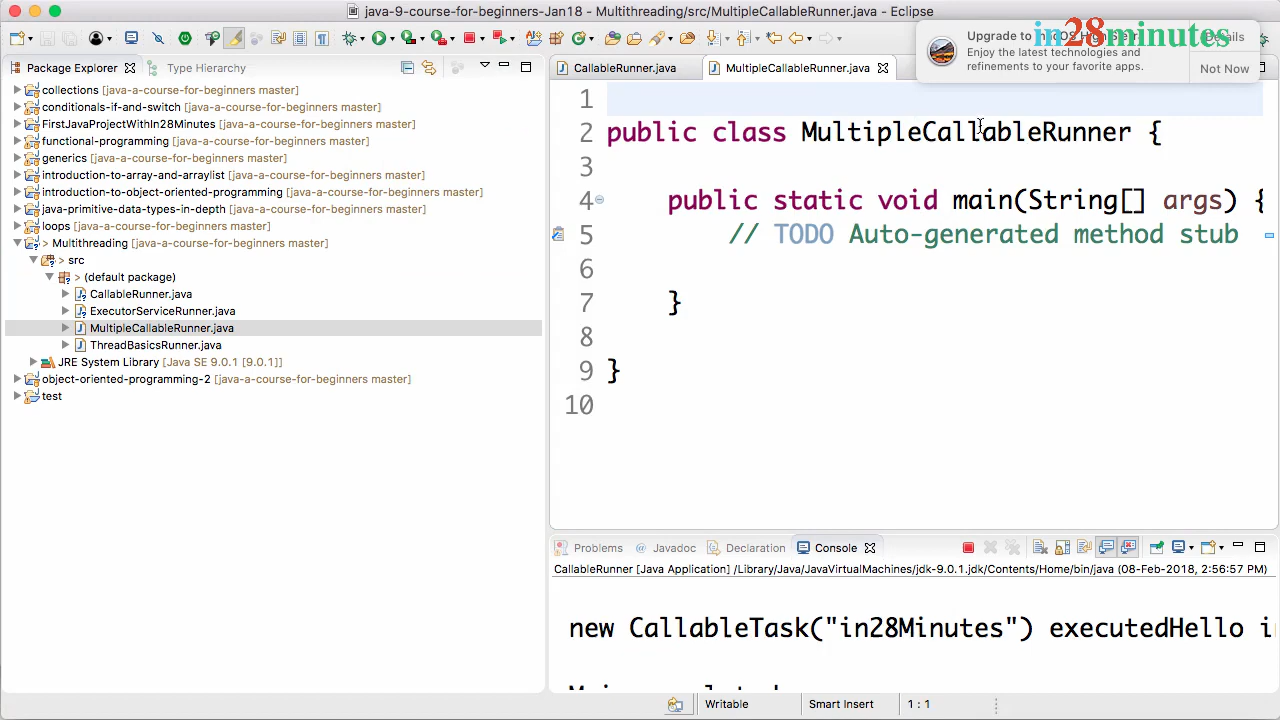 java-9-course-for-beginners-Jan18 - Multithreading/src/MultipleCallableRunner.java - Eclipse
in28minutes
Upgrade to
Enjoy the latest technologies and
refinements to your favorite apps.
Not Now
Package Explorer
Type Hierarchy
CallableRunner.java
MultipleCallableRunner.java
collections [java-a-course-for-beginners master]
conditionals-if-and-switch [java-a-course-for-beginners master]
FirstJavaProjectWithIn28Minutes [java-a-course-for-beginners master]
functional-programming [java-a-course-for-beginners master]
generics [java-a-course-for-beginners master]
introduction-to-array-and-arraylist [java-a-course-for-beginners master]
introduction-to-object-oriented-programming [java-a-course-for-beginners master]
java-primitive-data-types-in-depth [java-a-course-for-beginners master]
loops [java-a-course-for-beginners master]
> Multithreading [java-a-course-for-beginners master]
> src
> (default package)
CallableRunner.java
ExecutorServiceRunner.java
MultipleCallableRunner.java
ThreadBasicsRunner.java
JRE System Library [Java SE 9.0.1 [9.0.1]]
object-oriented-programming-2 [java-a-course-for-beginners master]
test
1
2 public class MultipleCallableRunner {
3
4 public static void main(String[] args) {
5 // TODO Auto-generated method stub
6
7 }
8
9 }
10
Problems
@ Javadoc
Declaration
Console
CallableRunner [Java Application] /Library/Java/JavaVirtualMachines/jdk-9.0.1.jdk/Contents/Home/bin/java (08-Feb-2018, 2:56:57 PM)
new CallableTask("in28Minutes") executedHello
Writable
Smart Insert
1 : 1